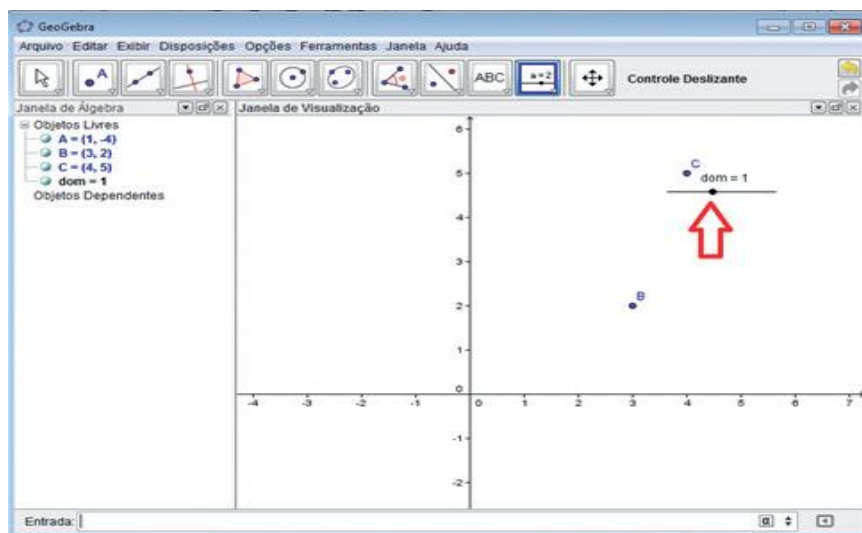 GeoGebra
Arquivo Editar Exibir Disposições Opções Ferramentas Janela Ajuda
A
ABC
a=2
Controle Deslizante
Janela de Álgebra
Janela de Visualização
Objetos Livres
A = (1, -4)
B = (3, 2)
C = (4, 5)
dom = 1
Objetos Dependentes
6
5
4
3
2
1
0
-1
-2
C
dom = 1
B
-4 -3 -2 -1 0 1 2 3 4 5 6 7
Entrada:
α